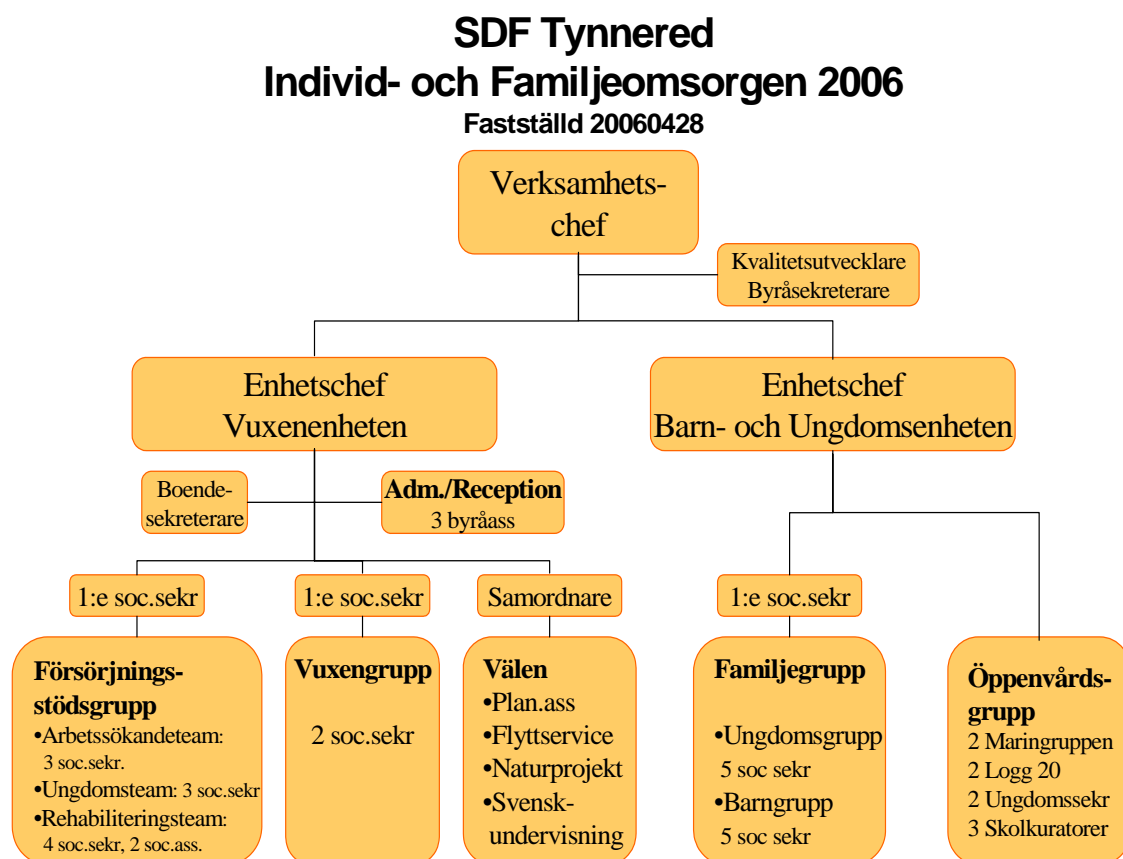 SDF Tynnered
Individ- och Familjeomsorgen 2006
Fastställd 20060428
Verksamhets-
chef
Kvalitetsutvecklare
Byråsekreterare
Enhetschef
Vuxenenheten
Enhetschef
Barn- och Ungdomsenheten
Boende-
sekreterare
Adm./Reception
3 byråass
1:e soc.sekr
1:e soc.sekr
Samordnare
1:e soc.sekr
Försörjnings-
stödsgrupp
•Arbetssökandeteam:
3 soc.sekr.
•Ungdomsteam: 3 soc.sekr
•Rehabiliteringsteam:
4 soc.sekr, 2 soc.ass.
Vuxengrupp
2 soc.sekr
Välen
•Plan.ass
•Flyttservice
•Naturprojekt
•Svensk-
undervisning
Familjegrupp
•Ungdomsgrupp
5 soc sekr
•Barngrupp
5 soc sekr
Öppenvårds-
grupp
2 Maringruppen
2 Logg 20
2 Ungdomssekr
3 Skolkuratorer